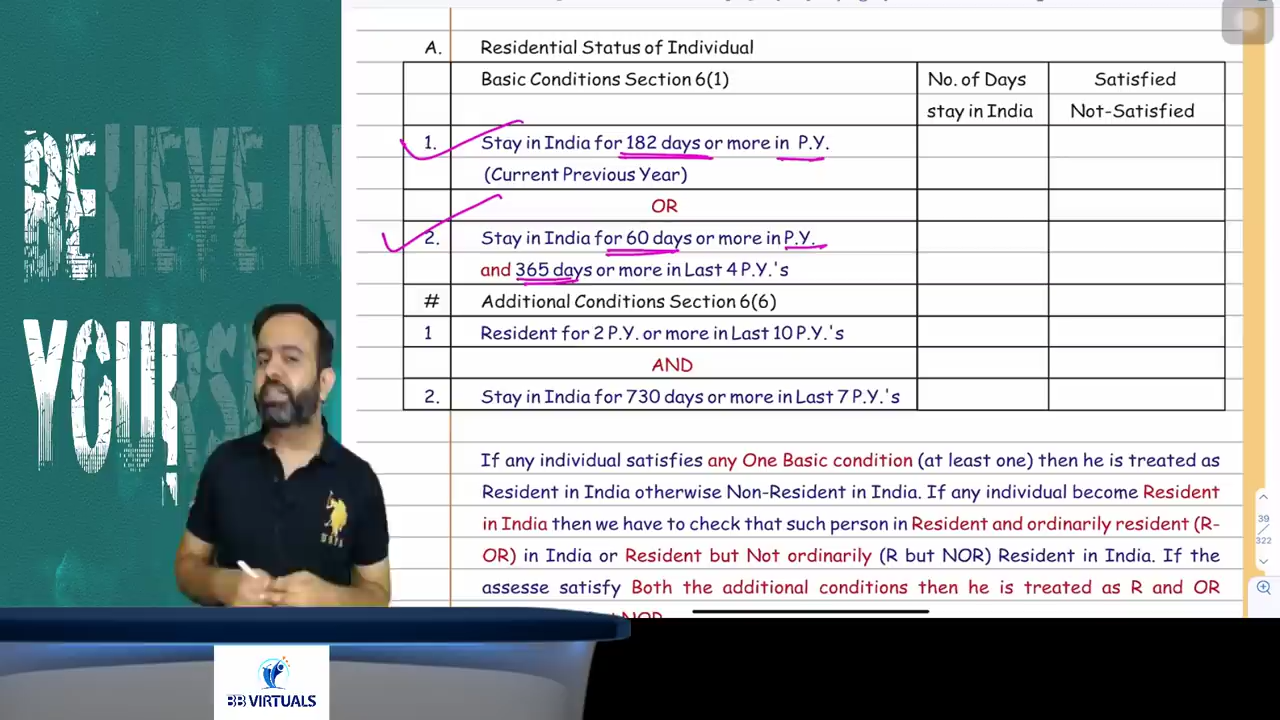 BELIEVE IN
YOURSELF
A. Residential Status of Individual
Basic Conditions Section 6(1) No. of Days Satisfied
stay in India Not-Satisfied
1. Stay in India for 182 days or more in P.Y.
(Current Previous Year)
OR
2. Stay in India for 60 days or more in P.Y.
and 365 days or more in Last 4 P.Y.'s
# Additional Conditions Section 6(6)
1 Resident for 2 P.Y. or more in Last 10 P.Y.'s
AND
2. Stay in India for 730 days or more in Last 7 P.Y.'s
If any individual satisfies any One Basic condition (at least one) then he is treated as
Resident in India otherwise Non-Resident in India. If any individual become Resident
in India then we have to check that such person in Resident and ordinarily resident (R-
OR) in India or Resident but Not ordinarily (R but NOR) Resident in India. If the
assesse satisfy Both the additional conditions then he is treated as R and OR
NOR
39
322
U.S.P.A
BB VIRTUALS